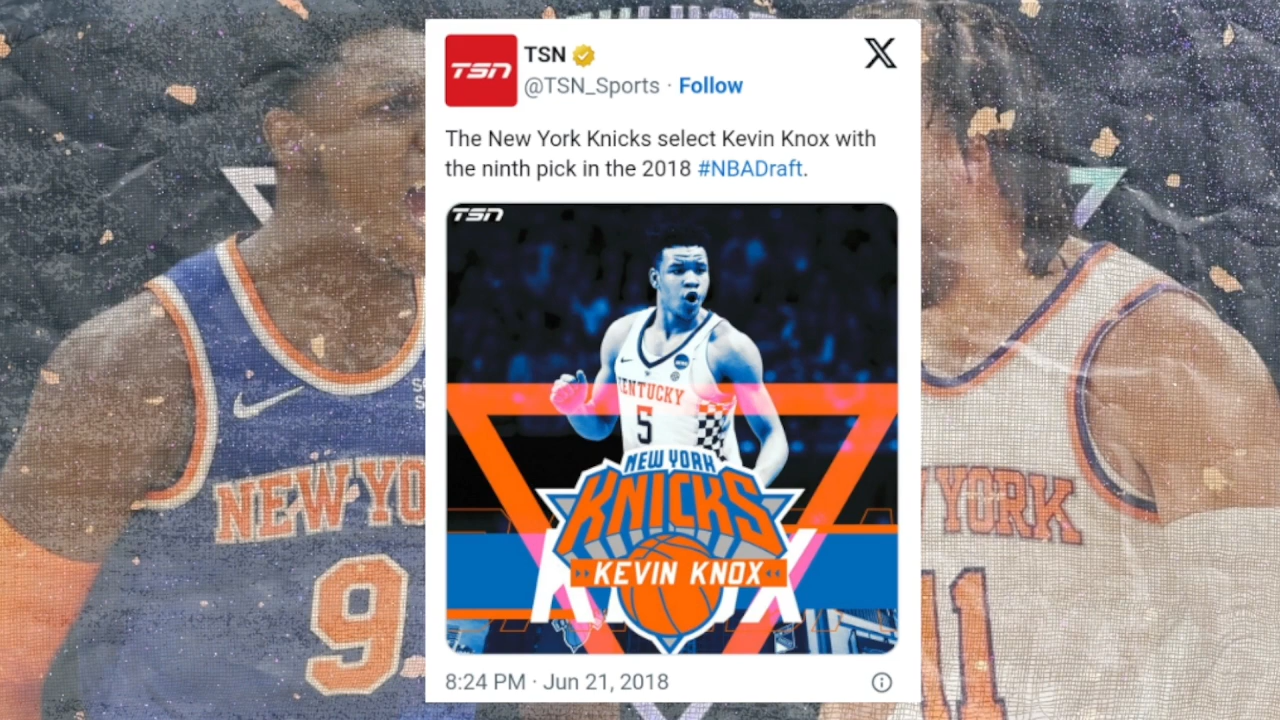 TSN
TSN
@TSN_Sports · Follow
The New York Knicks select Kevin Knox with
the ninth pick in the 2018 #NBADraft.
TSN
KENTUCKY
5
NEW YORK
KNICKS
KEVIN KNOX
8:24 PM · Jun 21, 2018
NEW YO
9
YORK
11